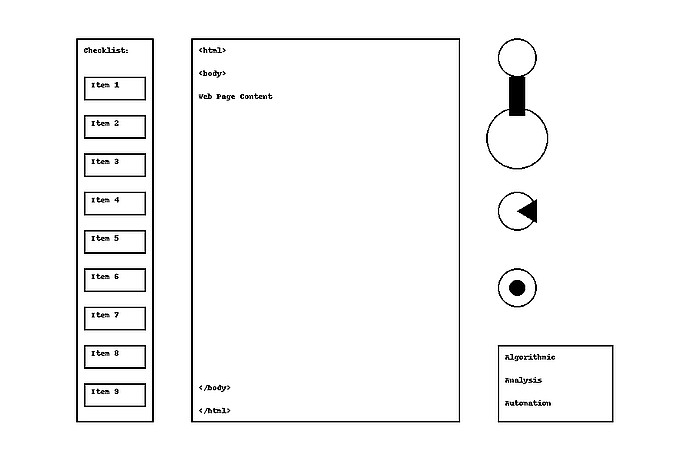 Checklist:
Item 1
Item 2
Item 3
Item 4
Item 5
Item 6
Item 7
Item 8
Item 9
<html>
<body>
Web Page Content
</body>
</html>
Algorithmic
Analysis
Automation